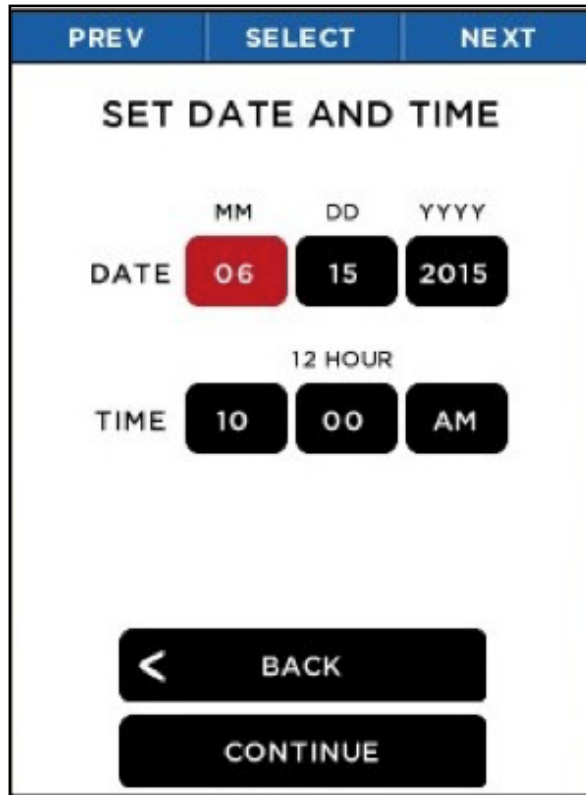 PREV SELECT NEXT
SET DATE AND TIME
MM DD YYYY
DATE 06 15 2015
12 HOUR
TIME 10 00 AM
< BACK
CONTINUE